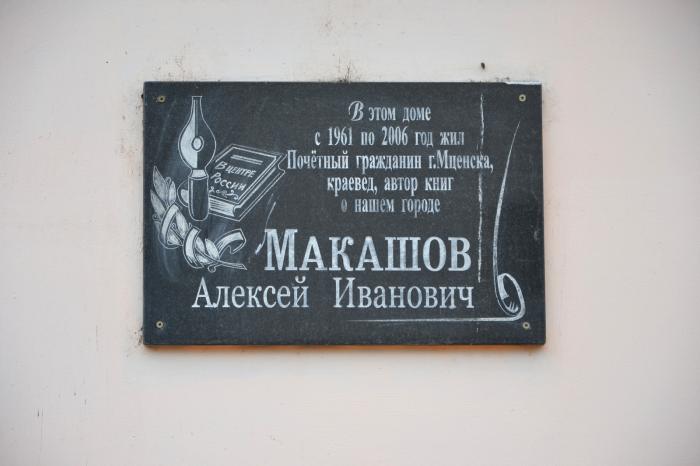 В этом доме
с 1961 по 2006 год жил
Почётный гражданин г.Мценска,
краевед, автор книг
о нашем городе
МАКАШОВ
Алексей Иванович
В ЦЕНТРЕ
РОССИИ